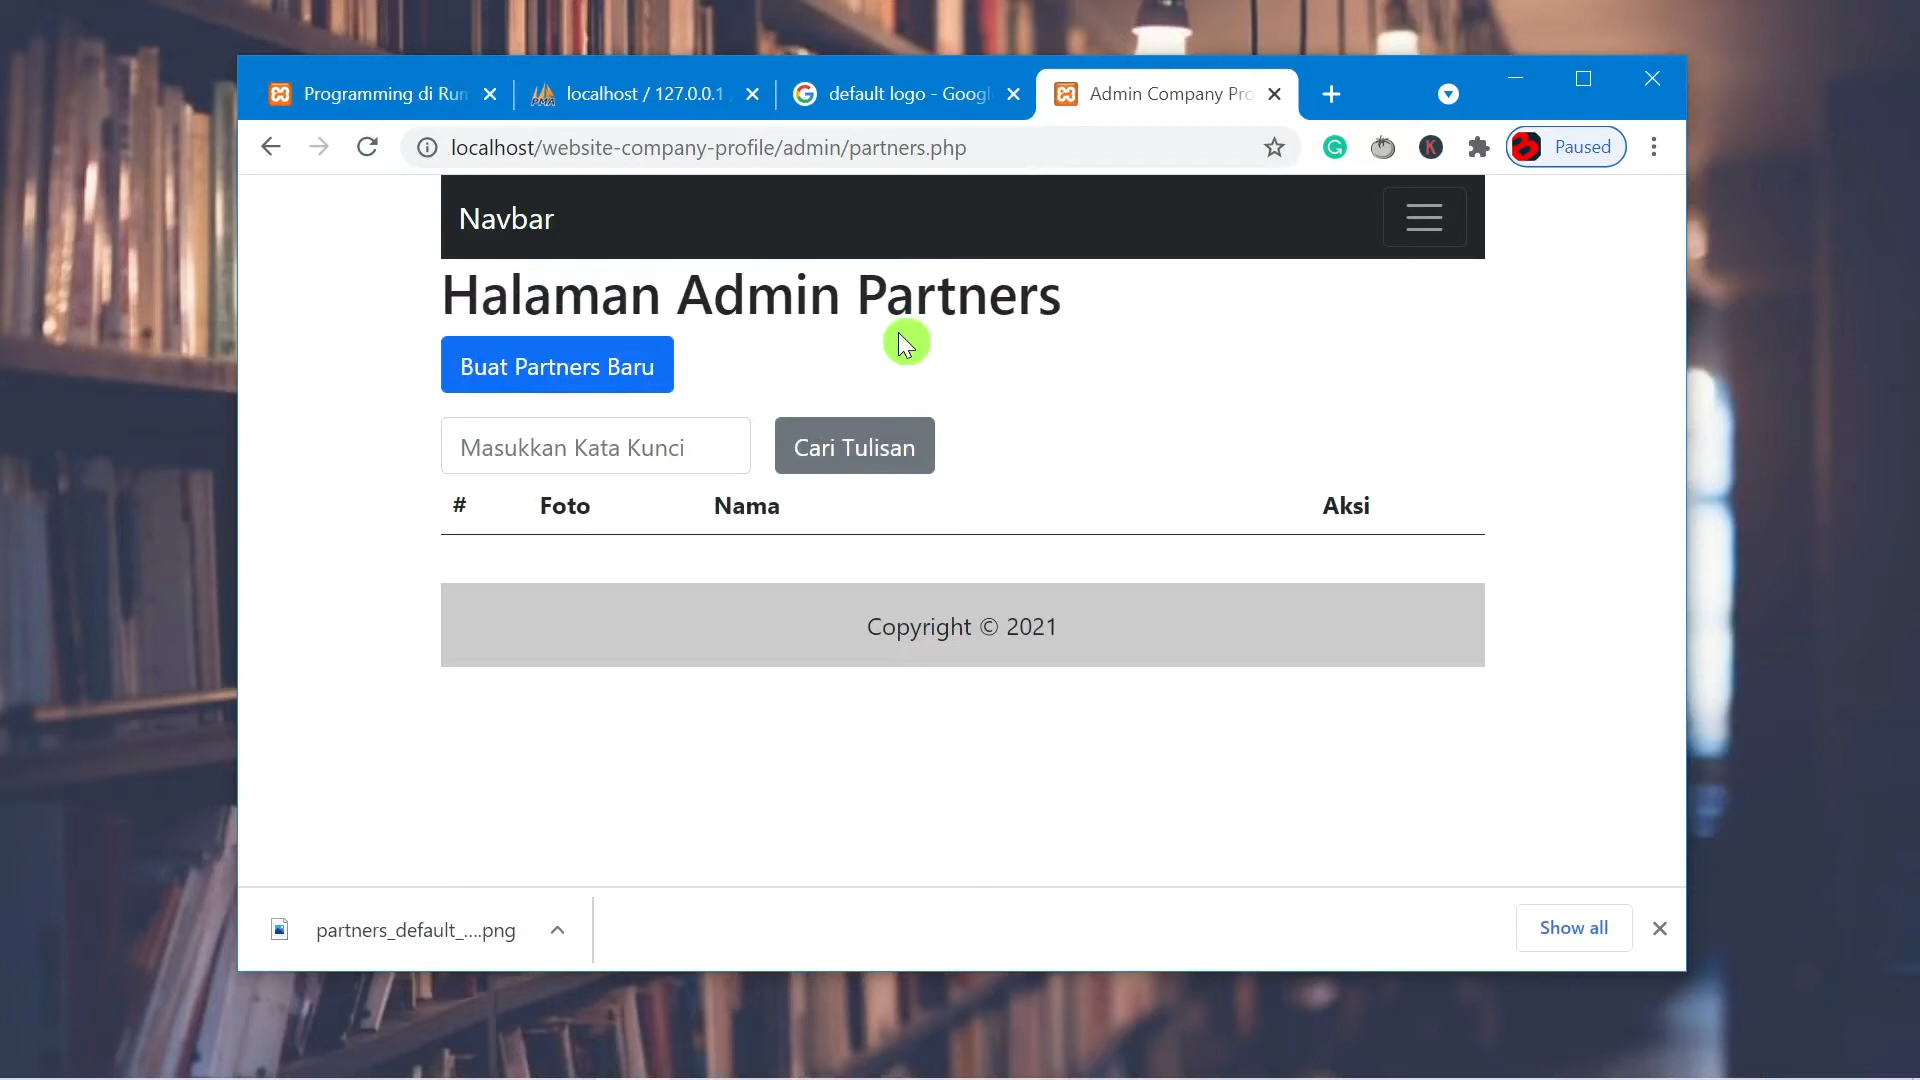 Programming di Run
localhost / 127.0.0.1
default logo - Googl
Admin Company Pro
localhost/website-company-profile/admin/partners.php
Paused
Navbar
Halaman Admin Partners
Buat Partners Baru
Masukkan Kata Kunci
Cari Tulisan
# Foto Nama Aksi
Copyright © 2021
partners_default_....png
Show all